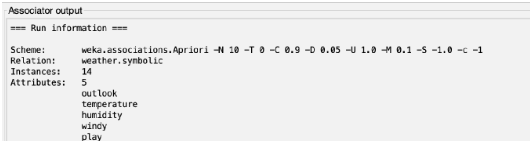 Associator output
=== Run information ===
Scheme: weka.associations.Apriori -N 10 -T 0 -C 0.9 -D 0.05 -U 1.0 -M 0.1 -S -1.0 -c -1
Relation: weather.symbolic
Instances: 14
Attributes: 5
outlook
temperature
humidity
windy
play